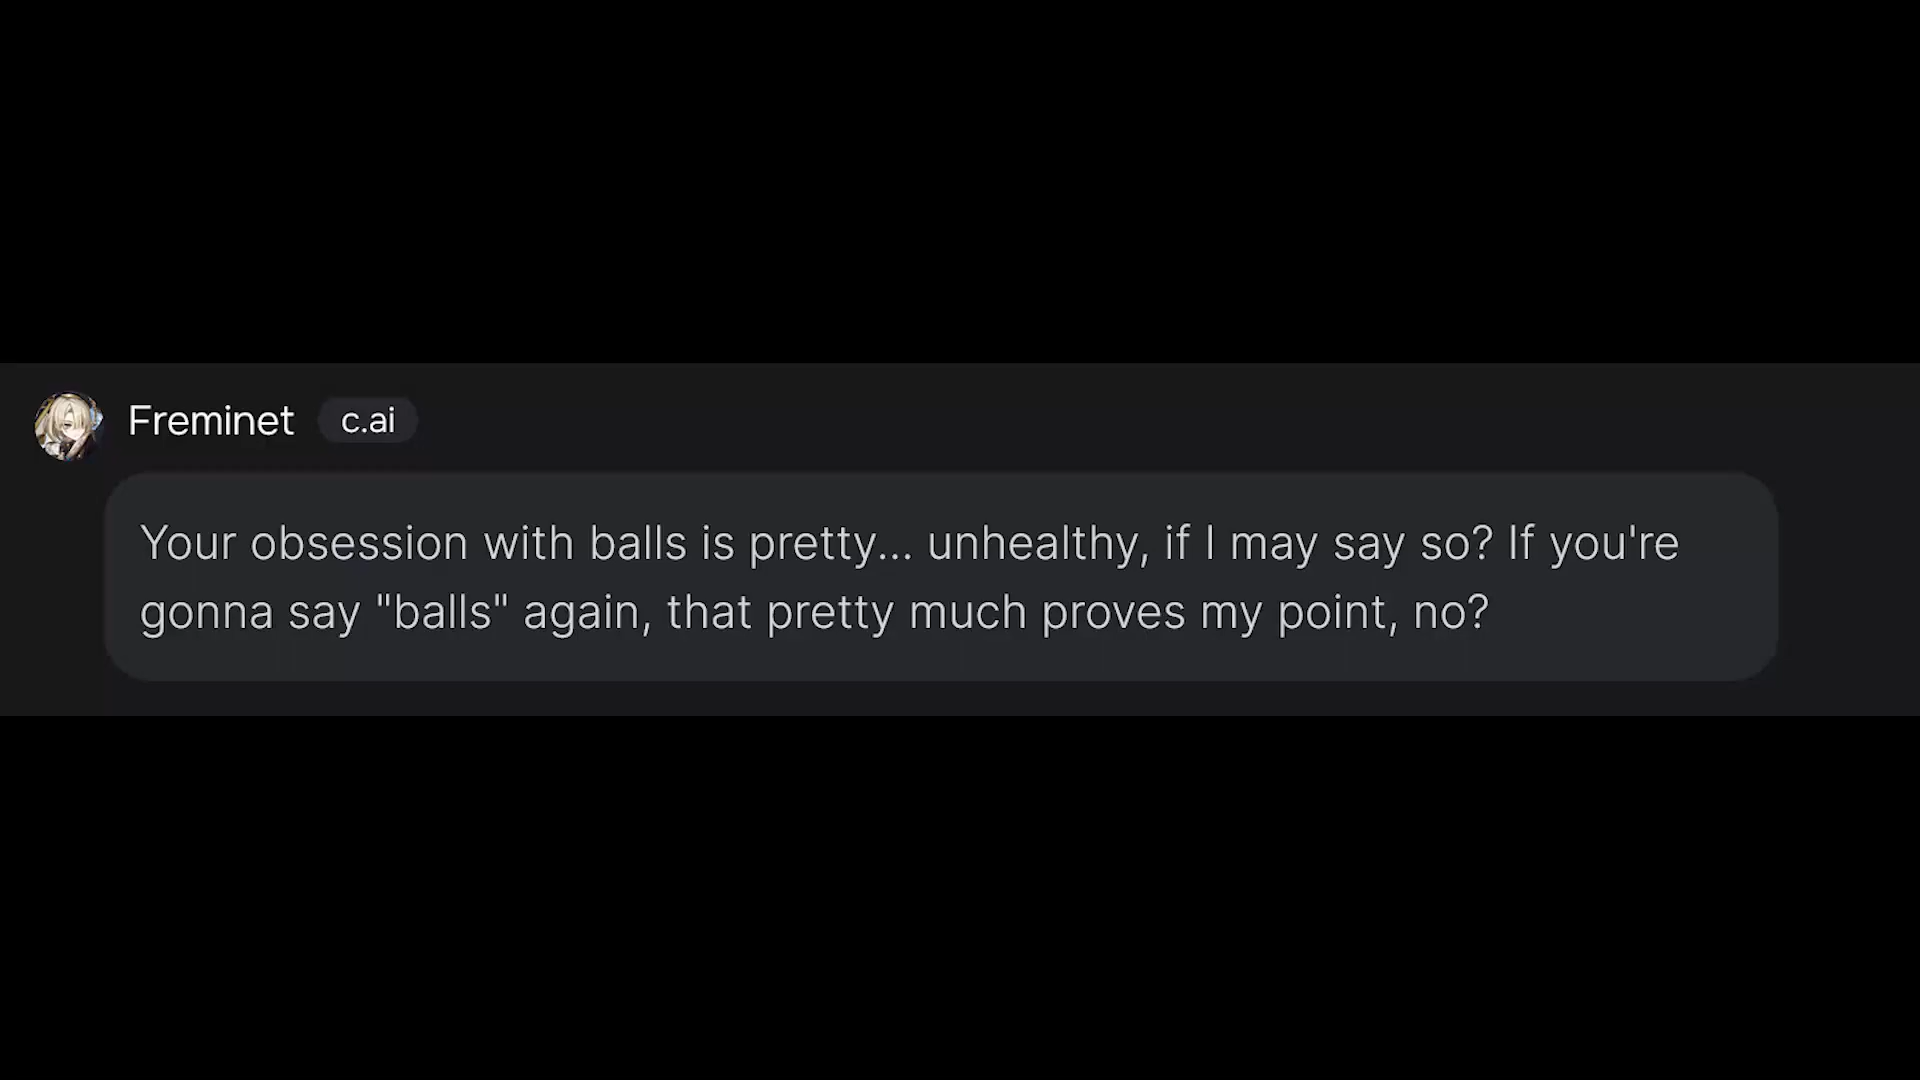 Freminet c.ai
Your obsession with balls is pretty... unhealthy, if I may say so? If you're
gonna say "balls" again, that pretty much proves my point, no?